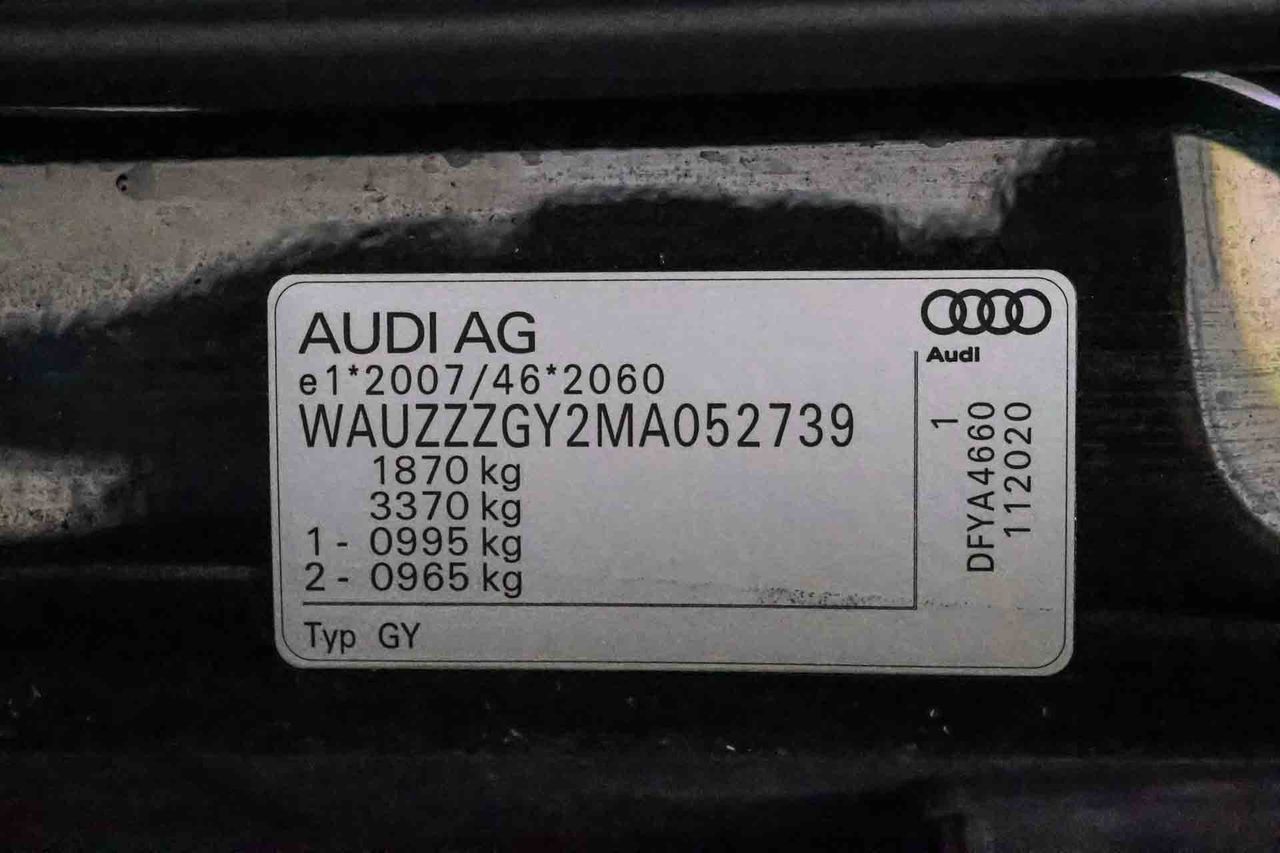 AUDI AG
e1*2007/46*2060
WAUZZZGY2MA052739
1870 kg
3370 kg
1 - 0995 kg
2 - 0965 kg
Typ GY
Audi
1
DFYA4660
112020